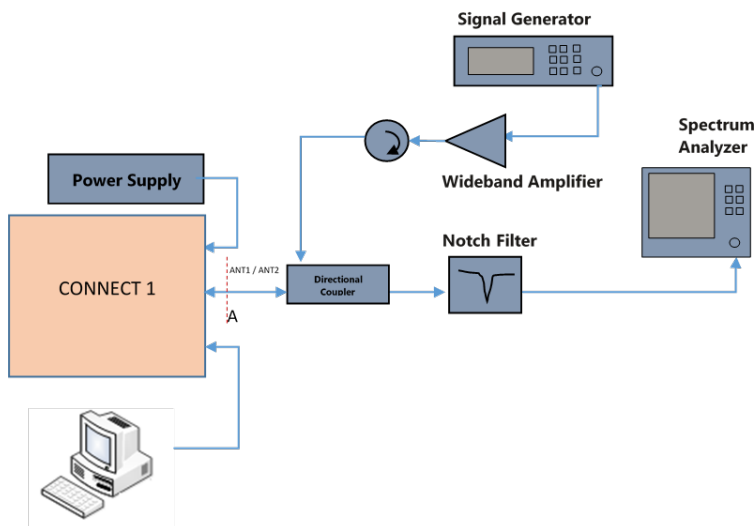 Signal Generator
Spectrum
Analyzer
Wideband Amplifier
Power Supply
Notch Filter
ANT1 / ANT2
Directional
Coupler
CONNECT 1
A